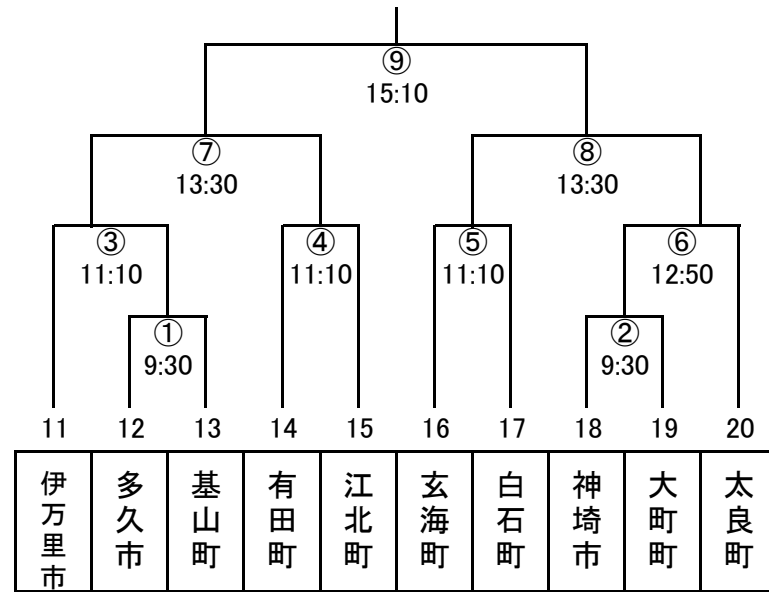 ⑨
15:10
⑦ ⑧
13:30 13:30
③ ④ ⑤ ⑥
11:10 11:10 11:10 12:50
① ②
9:30 9:30
11 12 13 14 15 16 17 18 19 20
伊万里市
多久市
基山町
有田町
江北町
玄海町
白石町
神埼市
大町町
太良町